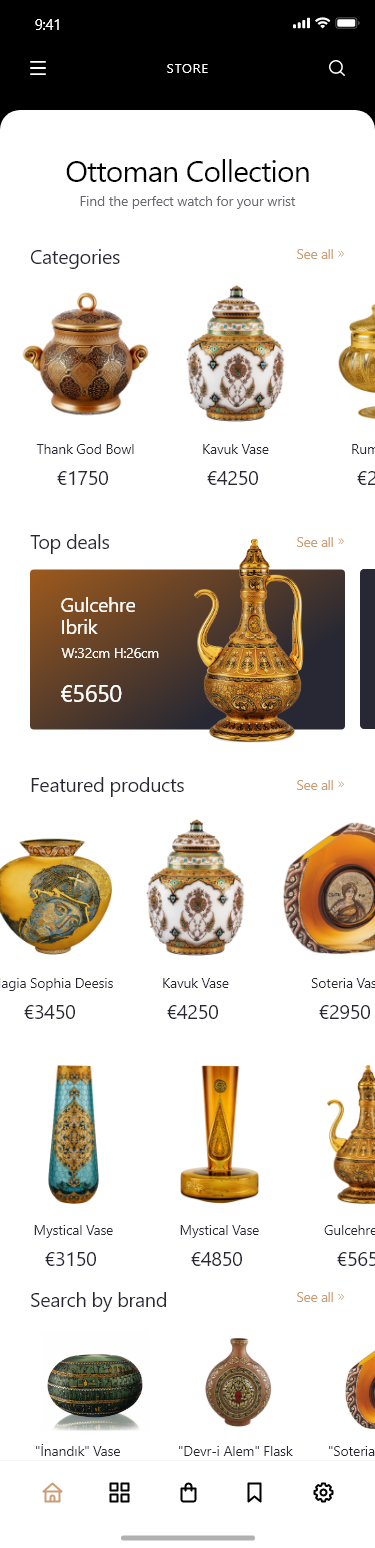 9:41
STORE
Ottoman Collection
Find the perfect watch for your wrist
Categories
See all »
Thank God Bowl
Kavuk Vase
Rum
€1750
€4250
€2
Top deals
See all »
Gulcehre
Ibrik
W:32cm H:26cm
€5650
Featured products
See all »
agia Sophia Deesis
Kavuk Vase
Soteria Vas
€3450
€4250
€2950
Mystical Vase
Mystical Vase
Gulcehre
€3150
€4850
€565
Search by brand
See all »
"İnandık" Vase
"Devr-i Alem" Flask
"Soteria